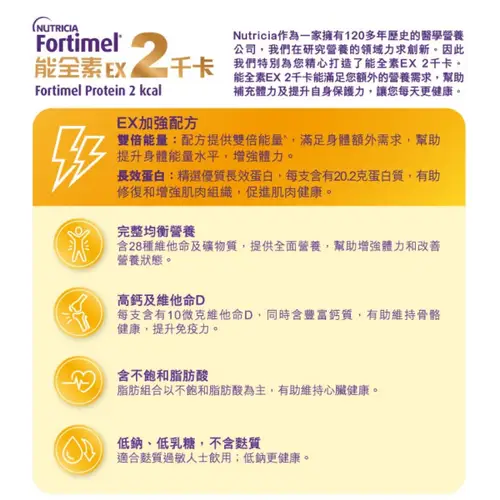 NUTRICIA
Fortimel
能全素EX 2千卡
Fortimel Protein 2 kcal
Nutricia作為一家擁有120多年歷史的醫學營養
公司，我們在研究營養的領域力求創新。因此
我們特別為您精心打造了能全素EX 2千卡。
能全素EX 2千卡能滿足您額外的營養需求，幫助
補充體力及提升自身保護力，讓您每天更健康。
EX加強配方
雙倍能量：配方提供雙倍能量^，滿足身體額外需求，幫助
提升身體能量水平，增強體力。
長效蛋白：精選優質長效蛋白，每支含有20.2克蛋白質，有助
修復和增強肌肉組織，促進肌肉健康。
完整均衡營養
含28種維他命及礦物質，提供全面營養，幫助增強體力和改善
營養狀態。
高鈣及維他命D
每支含有10微克維他命D，同時含豐富鈣質，有助維持骨骼
健康，提升免疫力。
含不飽和脂肪酸
脂肪組合以不飽和脂肪酸為主，有助維持心臟健康。
低鈉、低乳糖，不含麩質
適合麩質過敏人士飲用；低鈉更健康。